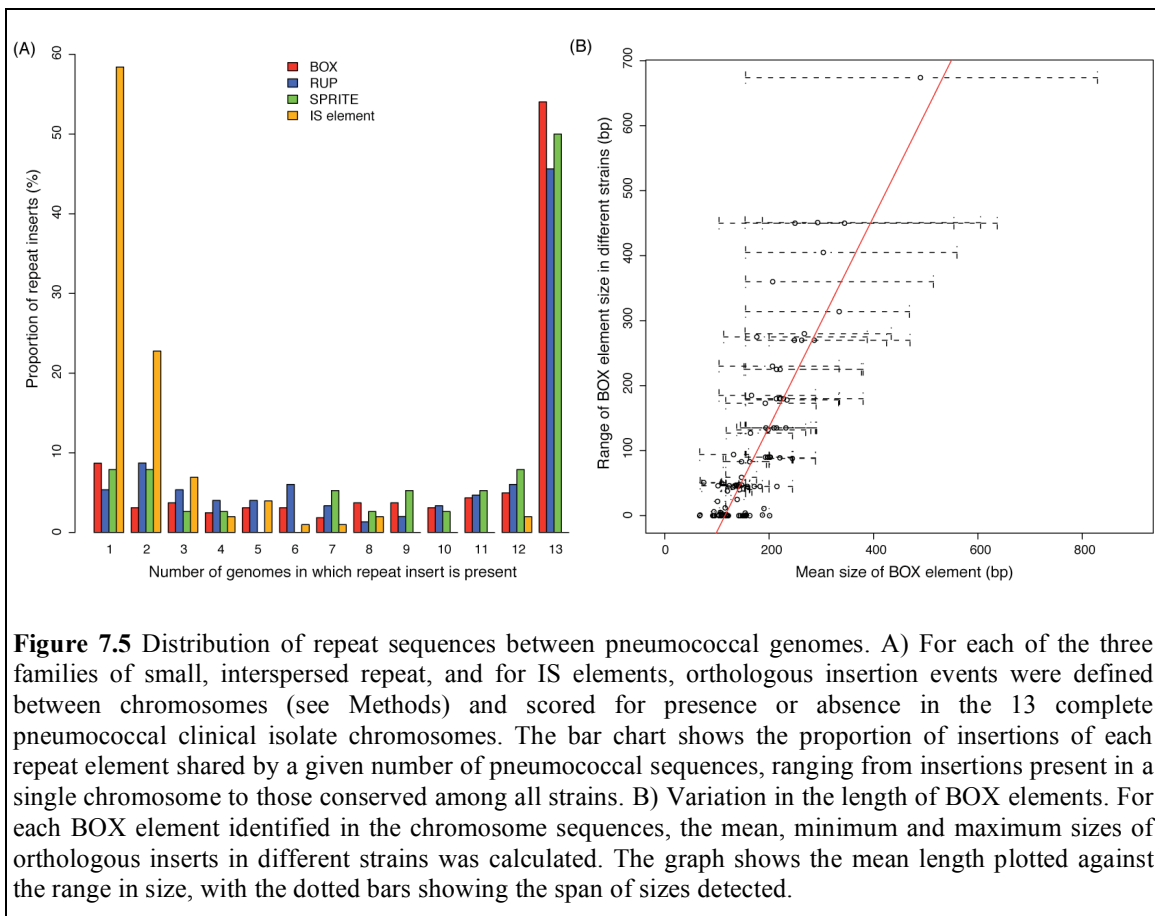 (A)
60
50
40
30
20
10
0
Proportion of repeat inserts (%)
BOX
RUP
SPRITE
IS element
1 2 3 4 5 6 7 8 9 10 11 12 13
Number of genomes in which repeat insert is present
(B)
700
600
500
400
300
200
100
0
Range of BOX element size in different strains (bp)
0 200 400 600 800
Mean size of BOX element (bp)
Figure 7.5 Distribution of repeat sequences between pneumococcal genomes. A) For each of the three
families of small, interspersed repeat, and for IS elements, orthologous insertion events were defined
between chromosomes (see Methods) and scored for presence or absence in the 13 complete
pneumococcal clinical isolate chromosomes. The bar chart shows the proportion of insertions of each
repeat element shared by a given number of pneumococcal sequences, ranging from insertions present in a
single chromosome to those conserved among all strains. B) Variation in the length of BOX elements. For
each BOX element identified in the chromosome sequences, the mean, minimum and maximum sizes of
orthologous inserts in different strains was calculated. The graph shows the mean length plotted against
the range in size, with the dotted bars showing the span of sizes detected.